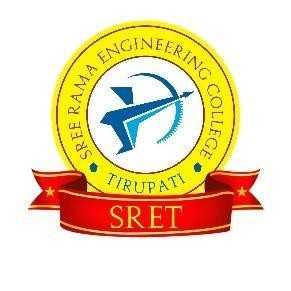 SREE RAMA ENGINEERING COLLEGE
TIRUPATI
SRET